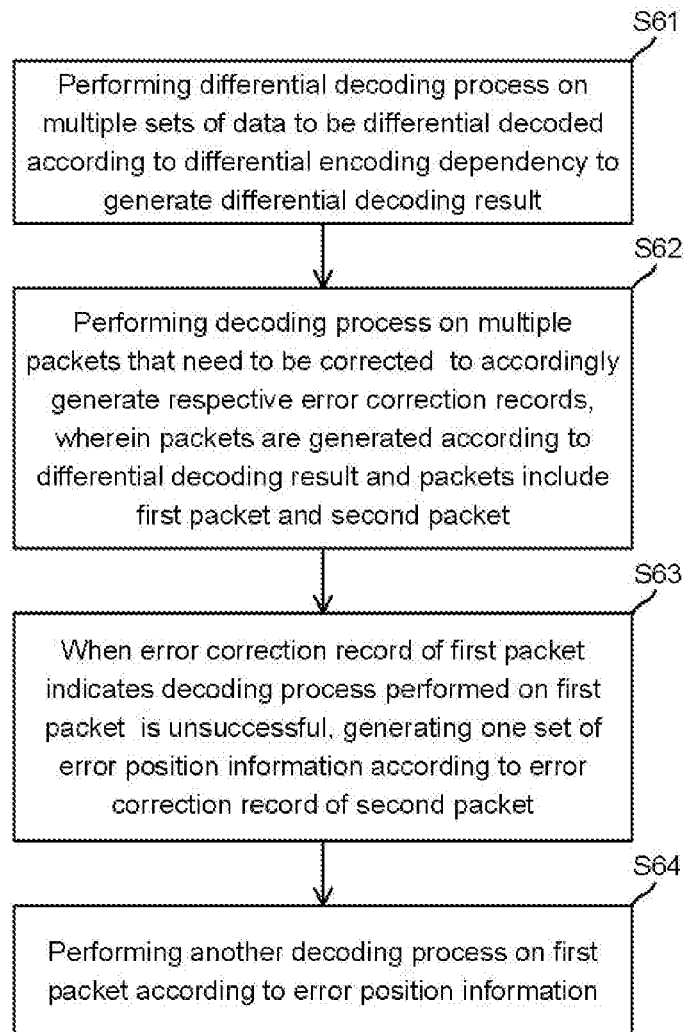 S61
Performing differential decoding process on
multiple sets of data to be differential decoded
according to differential encoding dependency to
generate differential decoding result
S62
Performing decoding process on multiple
packets that need to be corrected to accordingly
generate respective error correction records,
wherein packets are generated according to
differential decoding result and packets include
first packet and second packet
S63
When error correction record of first packet
indicates decoding process performed on first
packet is unsuccessful, generating one set of
error position information according to error
correction record of second packet
S64
Performing another decoding process on first
packet according to error position information